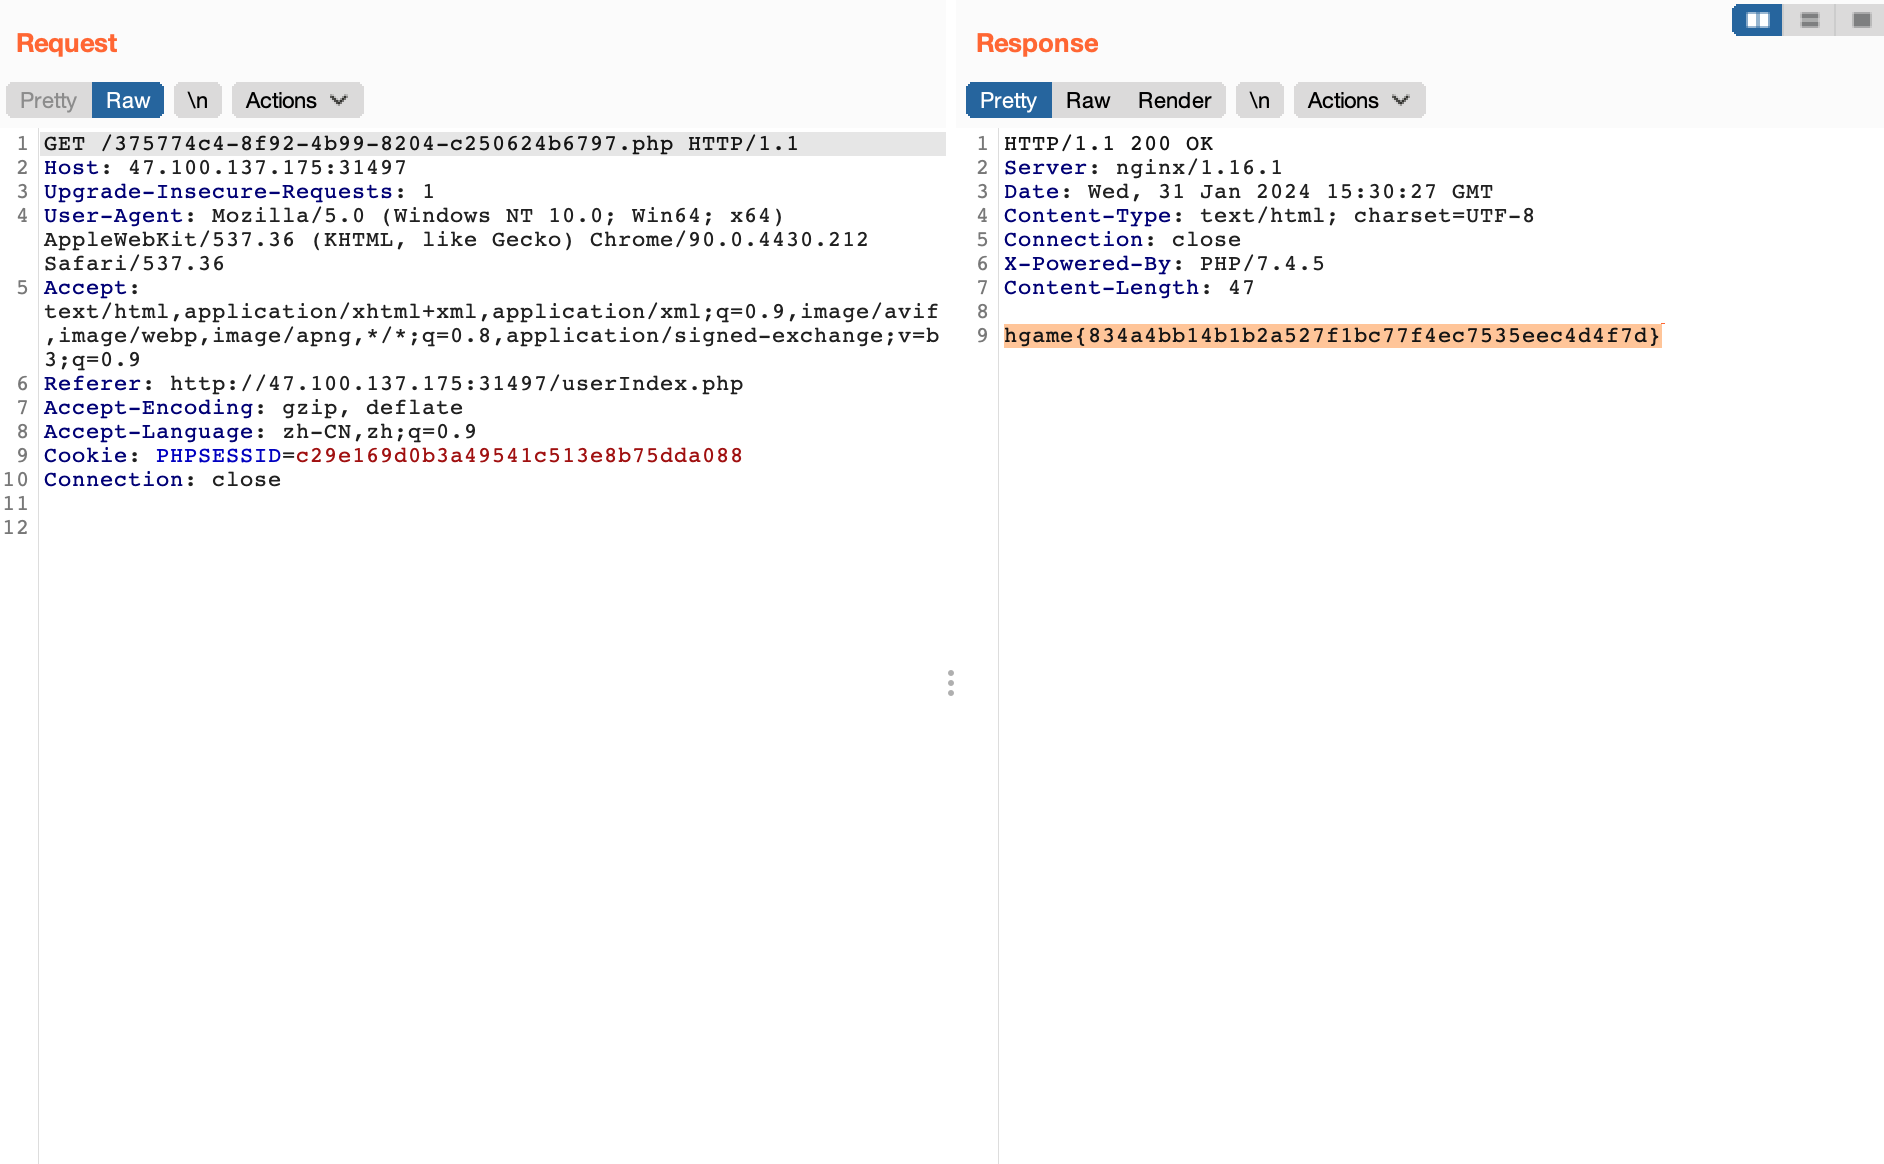 Request
Pretty Raw \n Actions
1 GET /375774c4-8f92-4b99-8204-c250624b6797.php HTTP/1.1
2 Host: 47.100.137.175:31497
3 Upgrade-Insecure-Requests: 1
4 User-Agent: Mozilla/5.0 (Windows NT 10.0; Win64; x64)
AppleWebKit/537.36 (KHTML, like Gecko) Chrome/90.0.4430.212
Safari/537.36
5 Accept:
text/html,application/xhtml+xml,application/xml;q=0.9,image/avif
,image/webp,image/apng,*/*;q=0.8,application/signed-exchange;v=b
3;q=0.9
6 Referer: http://47.100.137.175:31497/userIndex.php
7 Accept-Encoding: gzip, deflate
8 Accept-Language: zh-CN,zh;q=0.9
9 Cookie: PHPSESSID=c29e169d0b3a49541c513e8b75dda088
10 Connection: close
11
12
Response
Pretty Raw Render \n Actions
1 HTTP/1.1 200 OK
2 Server: nginx/1.16.1
3 Date: Wed, 31 Jan 2024 15:30:27 GMT
4 Content-Type: text/html; charset=UTF-8
5 Connection: close
6 X-Powered-By: PHP/7.4.5
7 Content-Length: 47
8
9 hgame{834a4bb14b1b2a527f1bc77f4ec7535eec4d4f7d}